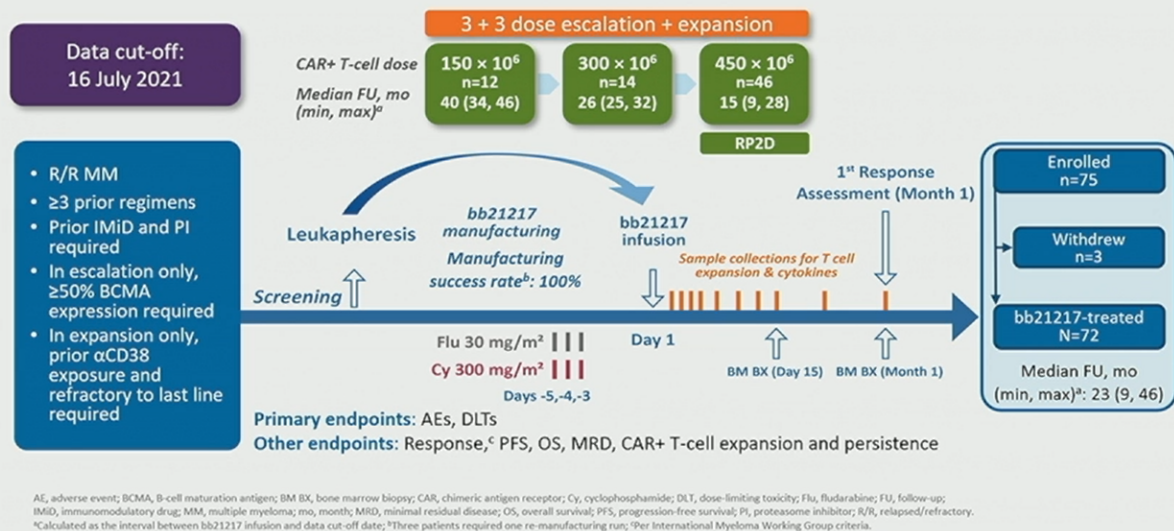 3 + 3 dose escalation + expansion
Data cut-off:
16 July 2021
CAR+ T-cell dose
Median FU, mo
(min, max)ᵃ
150 × 10⁶
n=12
40 (34, 46)
300 × 10⁶
n=14
26 (25, 32)
450 × 10⁶
n=46
15 (9, 28)
RP2D
• R/R MM
• ≥3 prior regimens
• Prior IMiD and PI
required
• In escalation only,
≥50% BCMA
expression required
• In expansion only,
prior αCD38
exposure and
refractory to last line
required
Screening
Leukapheresis
bb21217
manufacturing
Manufacturing
success rateᵇ: 100%
bb21217
infusion
1ˢᵗ Response
Assessment (Month 1)
Sample collections for T cell
expansion & cytokines
Flu 30 mg/m²
Cy 300 mg/m²
Days -5,-4,-3
Day 1
BM BX (Day 15)
BM BX (Month 1)
Enrolled
n=75
Withdrew
n=3
bb21217-treated
N=72
Median FU, mo
(min, max)ᵃ: 23 (9, 46)
Primary endpoints: AEs, DLTs
Other endpoints: Response,ᶜ PFS, OS, MRD, CAR+ T-cell expansion and persistence
AE, adverse event; BCMA, B-cell maturation antigen; BM BX, bone marrow biopsy; CAR, chimeric antigen receptor; Cy, cyclophosphamide; DLT, dose-limiting toxicity; Flu, fludarabine; FU, follow-up;
IMiD, immunomodulatory drug; MM, multiple myeloma; mo, month; MRD, minimal residual disease; OS, overall survival; PFS, progression-free survival; PI, proteasome inhibitor; R/R, relapsed/refractory.
ᵃCalculated as the interval between bb21217 infusion and data cut-off date; ᵇThree patients required one re-manufacturing run; ᶜPer International Myeloma Working Group criteria.